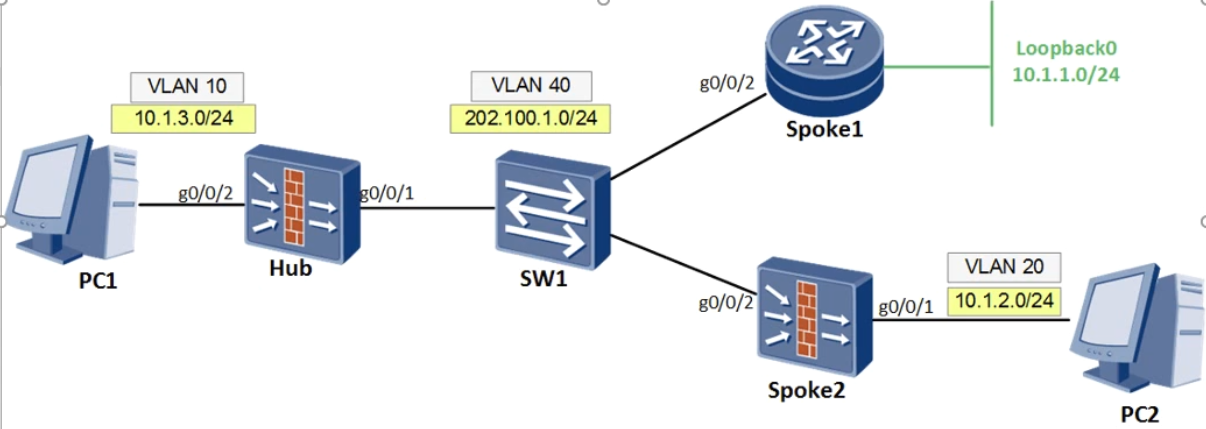 VLAN 10
10.1.3.0/24
g0/0/2
g0/0/1
PC1
Hub
VLAN 40
202.100.1.0/24
SW1
g0/0/2
Spoke1
Loopback0
10.1.1.0/24
g0/0/2
Spoke2
g0/0/1
VLAN 20
10.1.2.0/24
PC2